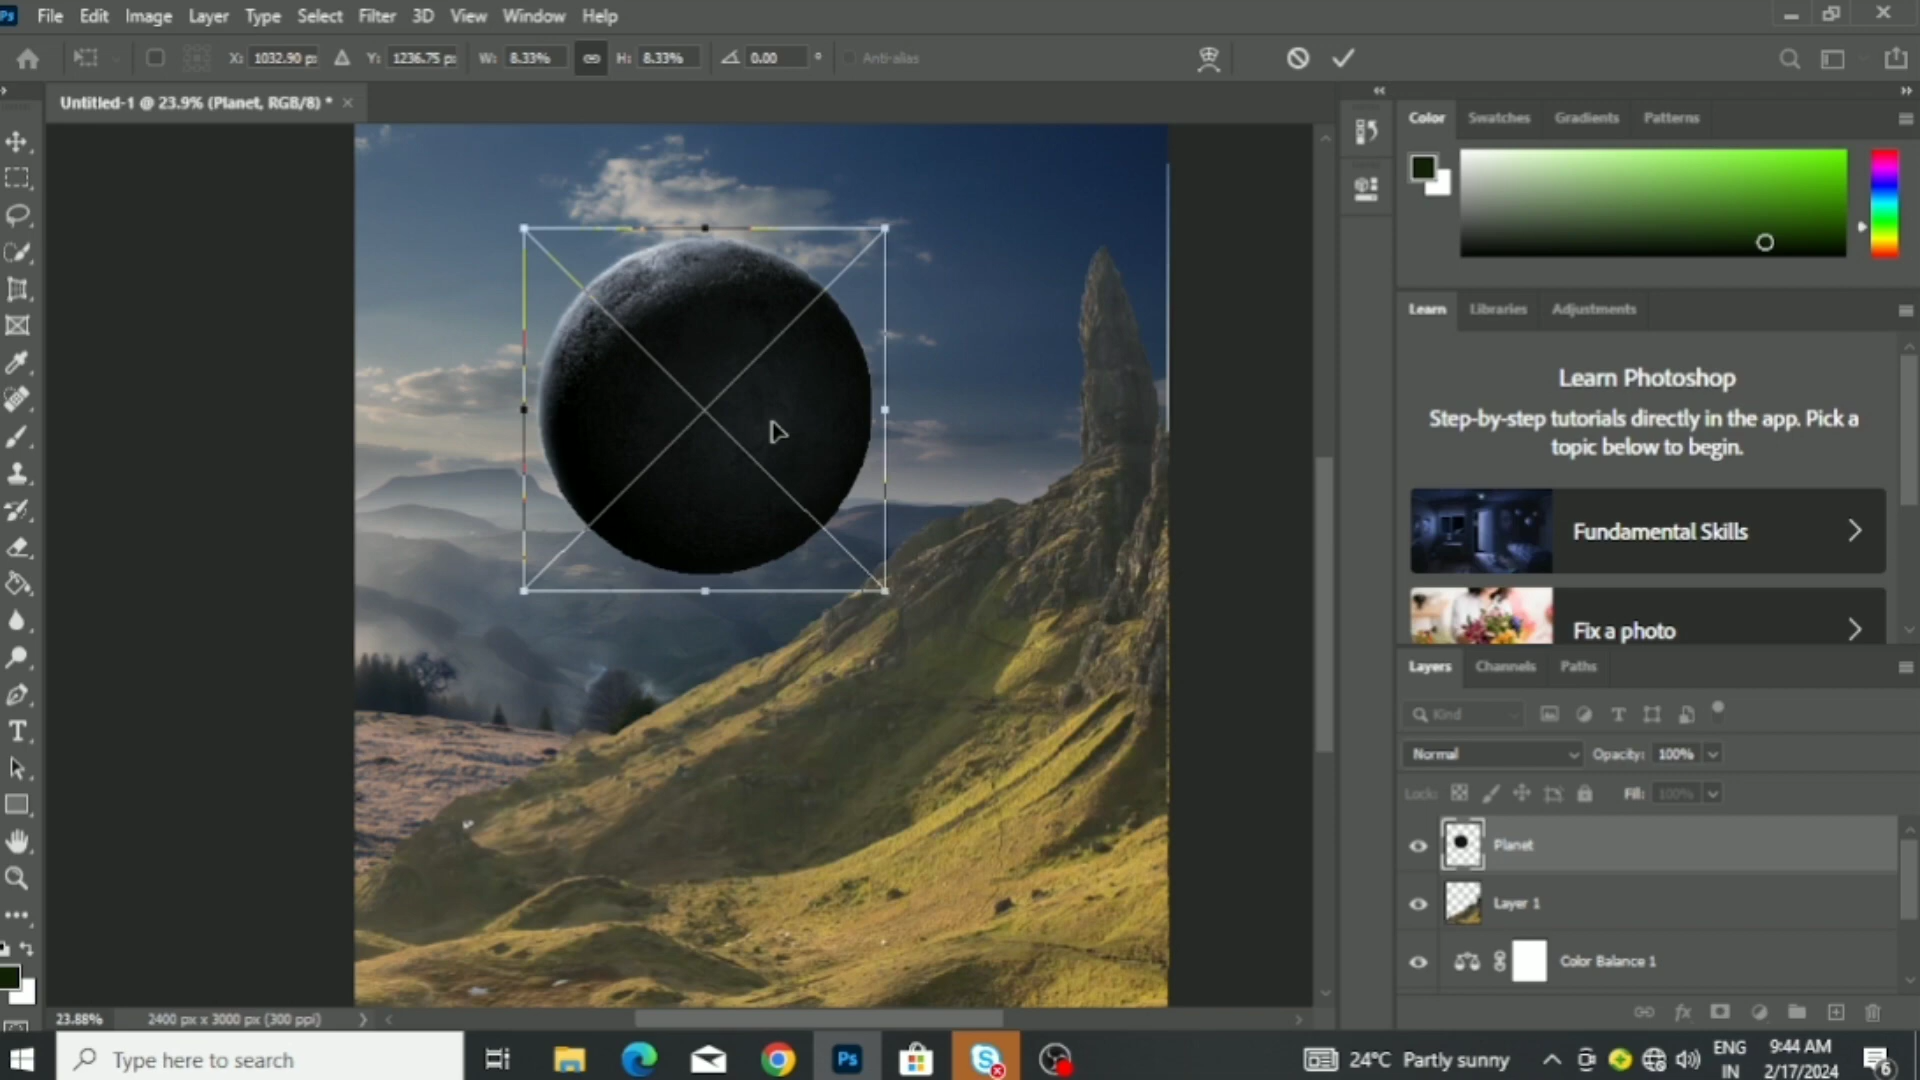 Ps File Edit Image Layer Type Select Filter 3D View Window Help
X: 1032.90 px Y: 1236.75 px W: 8.33% H: 8.33% 0.00 ° Anti-alias
Untitled-1 @ 23.9% (Planet, RGB/8) *
Color Swatches Gradients Patterns
Learn Libraries Adjustments
Learn Photoshop
Step-by-step tutorials directly in the app. Pick a
topic below to begin.
Fundamental Skills
Fix a photo
Layers Channels Paths
Kind
Normal Opacity: 100%
Lock: Fill: 100%
Planet
Layer 1
Color Balance 1
23.88% 2400 px x 3000 px (300 ppi)
Type here to search
Ps
24°C Partly sunny
ENG
IN
9:44 AM
2/17/2024
6